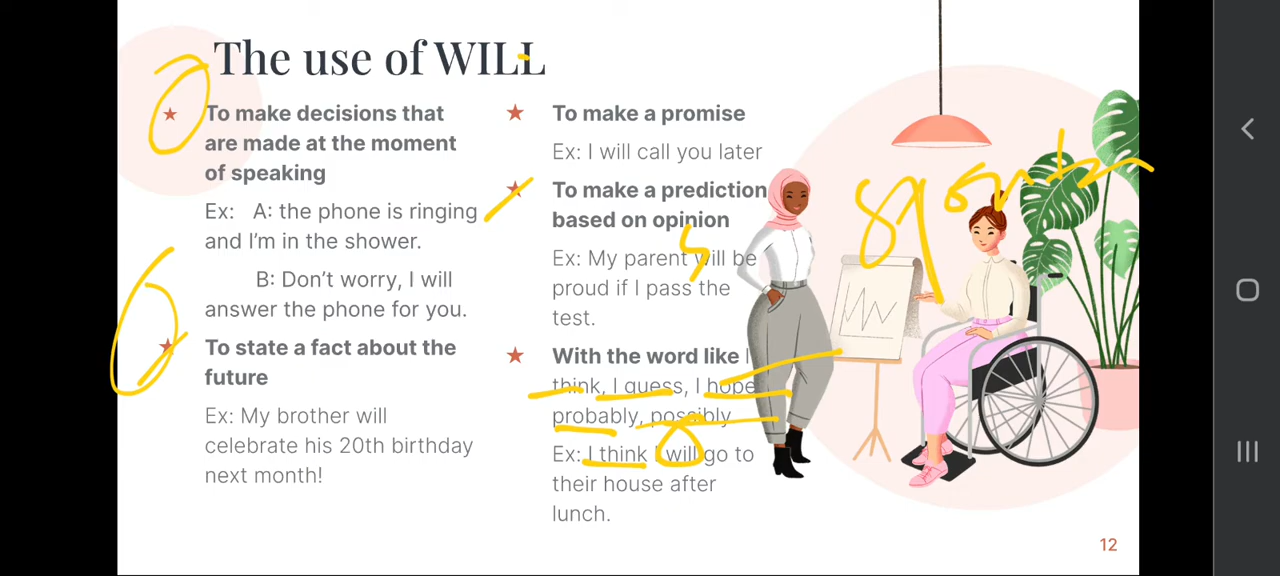 The use of WILL
★ To make decisions that
are made at the moment
of speaking
Ex: A: the phone is ringing
and I'm in the shower.
B: Don't worry, I will
answer the phone for you.
★ To state a fact about the
future
Ex: My brother will
celebrate his 20th birthday
next month!
★ To make a promise
Ex: I will call you later
★ To make a prediction
based on opinion
s
Ex: My parent will be
proud if I pass the
test.
★ With the word like I
think, I guess, I hope
probably, possibly
Ex: I think I will go to
their house after
lunch.
12